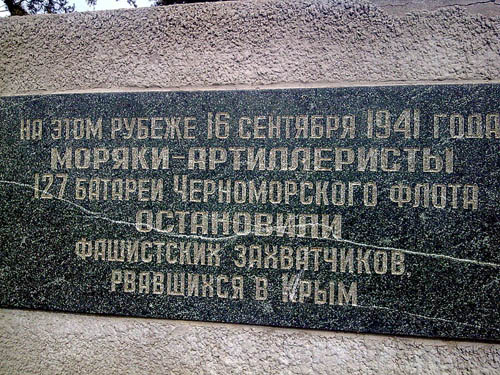 НА ЭТОМ РУБЕЖЕ 16 СЕНТЯБРЯ 1941 ГОДА
МОРЯКИ-АРТИЛЛЕРИСТЫ
127 БАТАРЕИ ЧЕРНОМОРСКОГО ФЛОТА
ОСТАНОВИЛИ
ФАШИСТСКИХ ЗАХВАТЧИКОВ,
РВАВШИХСЯ В КРЫМ